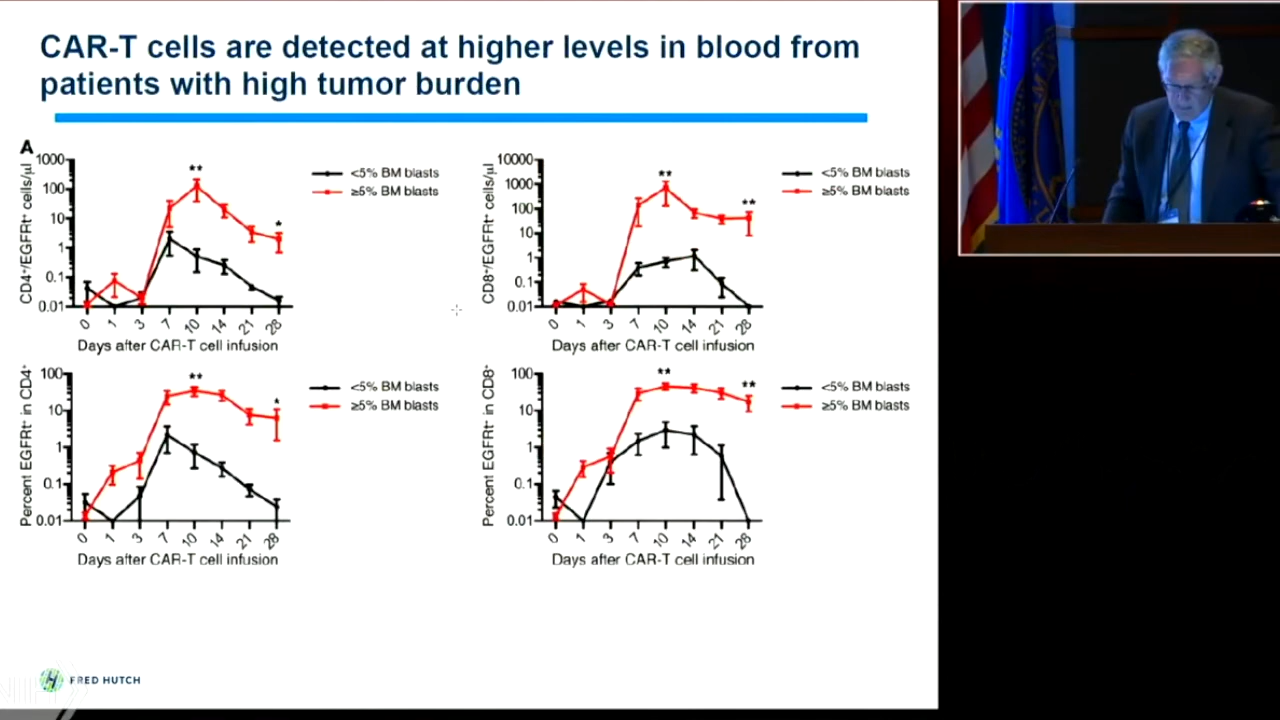 CAR-T cells are detected at higher levels in blood from
patients with high tumor burden
A
CD4⁺/EGFRt⁺ cells/µl
1000
100
10
1
0.1
0.01
**
*
<5% BM blasts
≥5% BM blasts
0 1 3 7 10 14 21 28
Days after CAR-T cell infusion
CD8⁺/EGFRt⁺ cells/µl
10000
1000
100
10
1
0.1
0.01
**
**
<5% BM blasts
≥5% BM blasts
0 1 3 7 10 14 21 28
Days after CAR-T cell infusion
Percent EGFRt⁺ in CD4⁺
100
10
1
0.1
0.01
**
*
<5% BM blasts
≥5% BM blasts
0 1 3 7 10 14 21 28
Days after CAR-T cell infusion
Percent EGFRt⁺ in CD8⁺
100
10
1
0.1
0.01
**
**
<5% BM blasts
≥5% BM blasts
0 1 3 7 10 14 21 28
Days after CAR-T cell infusion
FRED HUTCH
NIH